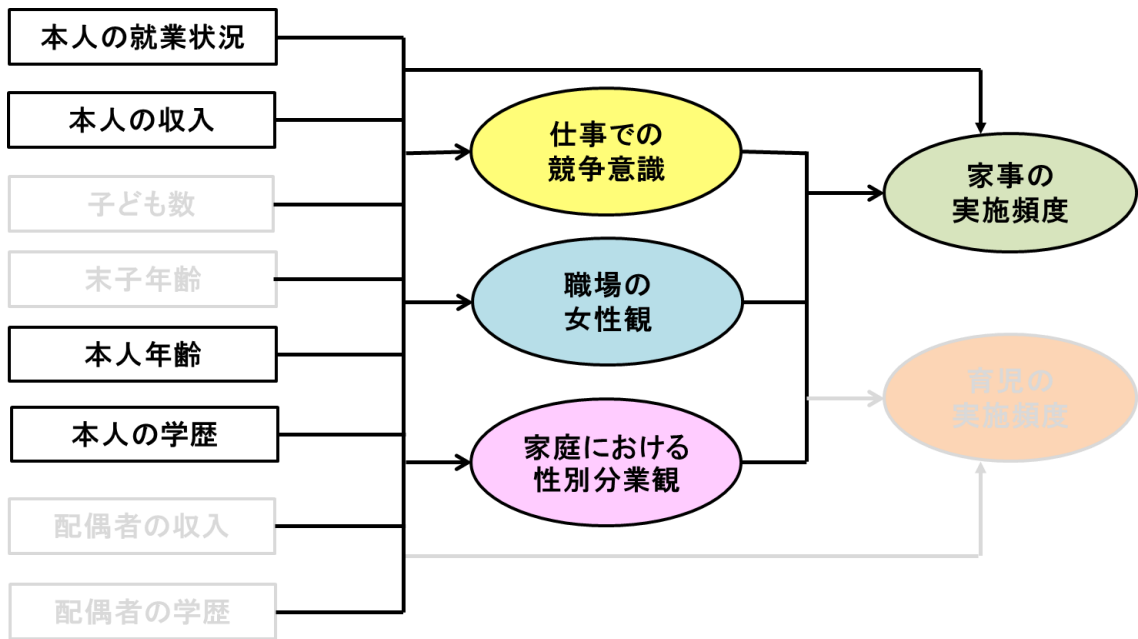 本人の就業状況
本人の収入
子ども数
末子年齢
本人年齢
本人の学歴
配偶者の収入
配偶者の学歴
仕事での
競争意識
職場の
女性観
家庭における
性別分業観
家事の
実施頻度
育児の
実施頻度